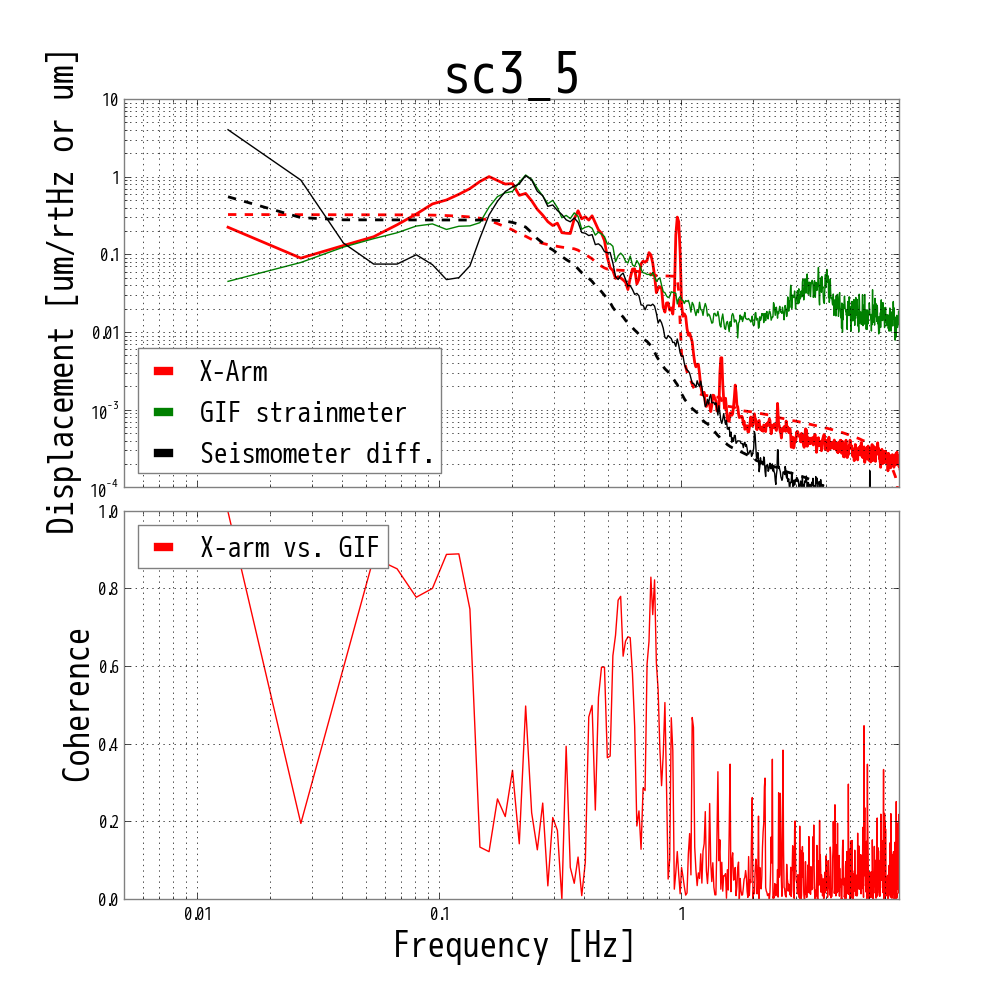 sc3_5
Displacement [um/rtHz or um]
10
1
0.1
0.01
10^-3
10^-4
X-Arm
GIF strainmeter
Seismometer diff.
Coherence
1.0
0.8
0.6
0.4
0.2
0.0
X-arm vs. GIF
0.01
0.1
1
Frequency [Hz]